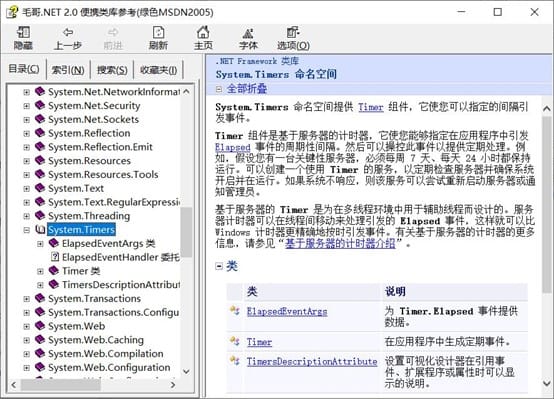 毛哥.NET 2.0 便携类库参考(绿色MSDN2005)
隐藏 上一步 前进 刷新 主页 字体 选项(O)
目录(C) 索引(N) 搜索(S) 收藏夹(I)
System.Net.NetworkInformat
System.Net.Security
System.Net.Sockets
System.Reflection
System.Reflection.Emit
System.Resources
System.Resources.Tools
System.Text
System.Text.RegularExpressi
System.Threading
System.Timers
ElapsedEventArgs 类
ElapsedEventHandler 委托
Timer 类
TimersDescriptionAttribut
System.Transactions
System.Transactions.Configu
System.Web
System.Web.Caching
System.Web.Compilation
System.Web.Configuration
.NET Framework 类库
System.Timers 命名空间
全部折叠
System.Timers 命名空间提供 Timer 组件，它使您可以指定的间隔引
发事件。
Timer 组件是基于服务器的计时器，它使您能够指定在应用程序中引发
Elapsed 事件的周期性间隔。然后可以操控此事件以提供定期处理。例
如，假设您有一台关键性服务器，必须每周 7 天、每天 24 小时都保持
运行。可以创建一个使用 Timer 的服务，以定期检查服务器并确保系统
开启并在运行。如果系统不响应，则该服务可以尝试重新启动服务器或通
知管理员。
基于服务器的 Timer 是为在多线程环境中用于辅助线程而设计的。服务
器计时器可以在线程间移动来处理引发的 Elapsed 事件，这样就可以比
Windows 计时器更精确地按时引发事件。有关基于服务器的计时器的更多
信息，请参见“基于服务器的计时器介绍”。
类
类 说明
ElapsedEventArgs 为 Timer.Elapsed 事件提供
数据。
Timer 在应用程序中生成定期事件。
TimersDescriptionAttribute 设置可视化设计器在引用事
件、扩展程序或属性时可以显
示的说明。